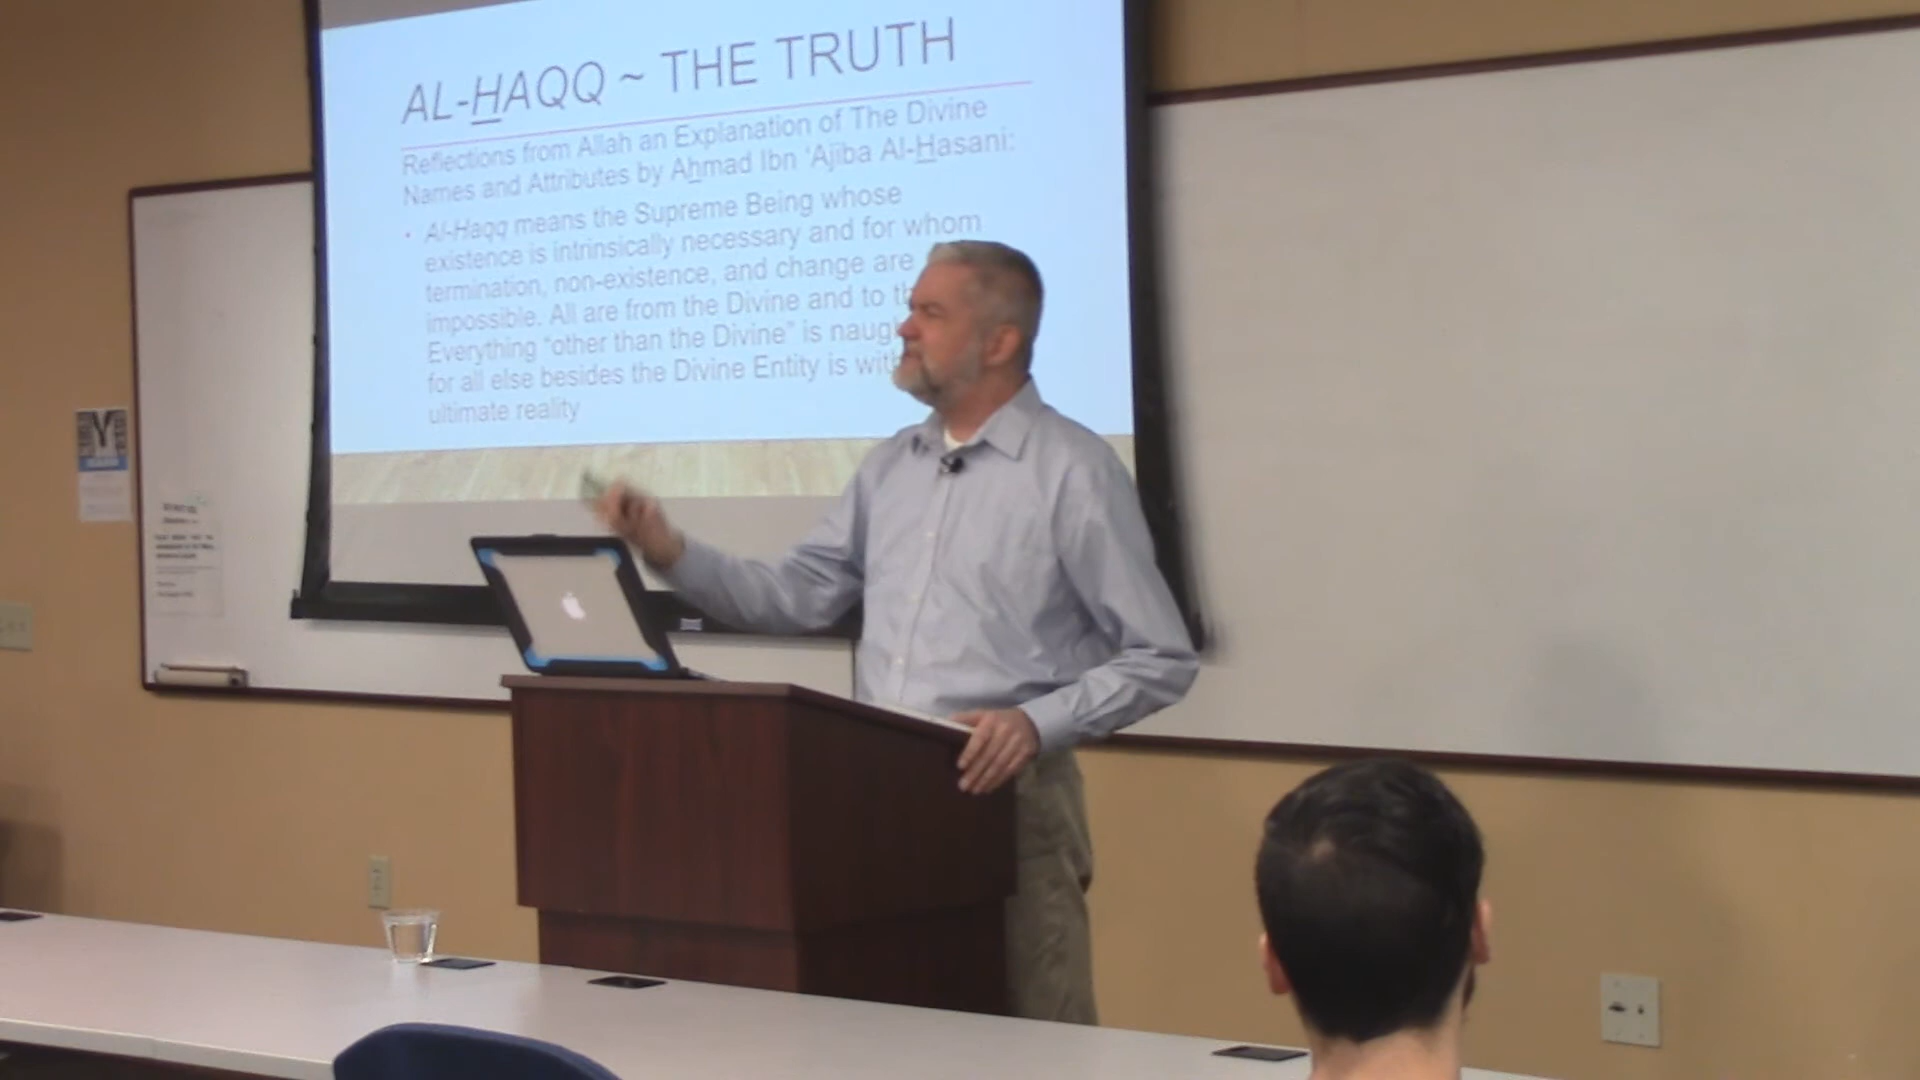 AL-HAQQ ~ THE TRUTH
Reflections from Allah an Explanation of The Divine
Names and Attributes by Ahmad Ibn ‘Ajiba Al-Hasani:
• Al-Haqq means the Supreme Being whose
existence is intrinsically necessary and for whom
termination, non-existence, and change are
impossible. All are from the Divine and to
Everything “other than the Divine” is
for all else besides the Divine Entity is
ultimate reality
Y